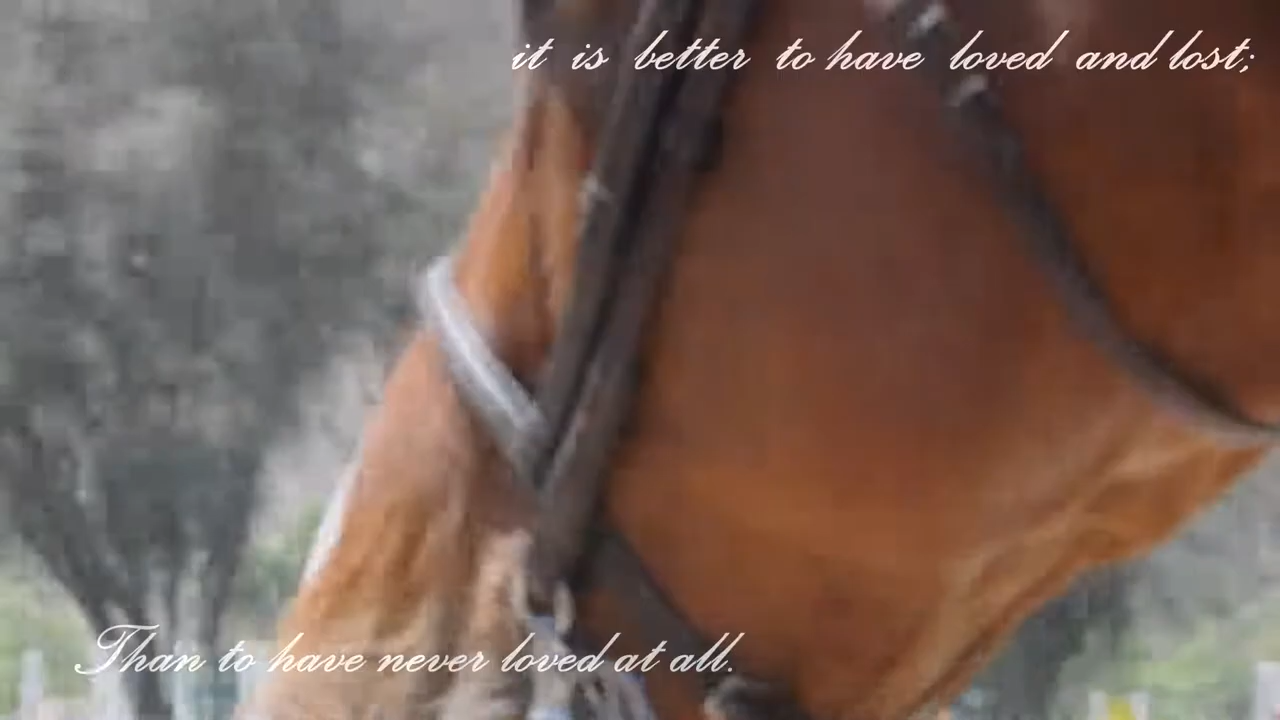 it is better to have loved and lost;
Than to have never loved at all.